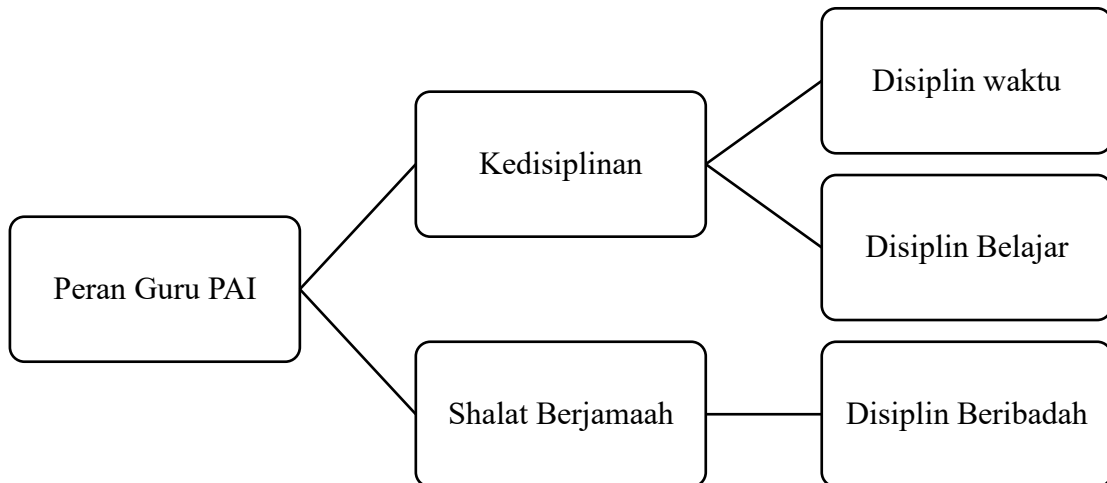 Peran Guru PAI
Kedisiplinan
Disiplin waktu
Disiplin Belajar
Shalat Berjamaah
Disiplin Beribadah